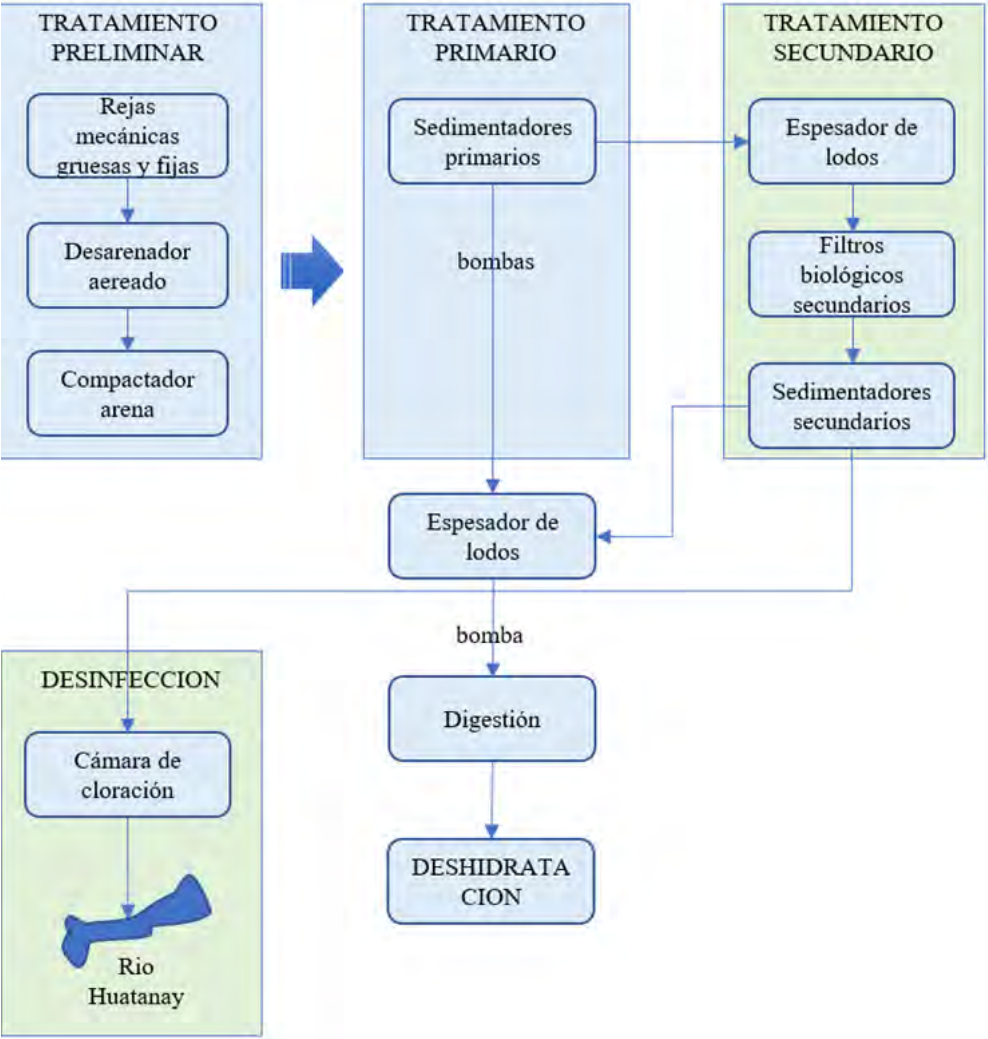 TRATAMIENTO
PRELIMINAR
Rejas
mecánicas
gruesas y fijas
Desarenador
aereado
Compactador
arena
TRATAMIENTO
PRIMARIO
Sedimentadores
primarios
bombas
TRATAMIENTO
SECUNDARIO
Espesador de
lodos
Filtros
biológicos
secundarios
Sedimentadores
secundarios
Espesador de
lodos
bomba
Digestión
DESHIDRATA
CION
DESINFECCION
Cámara de
cloración
Rio
Huatanay